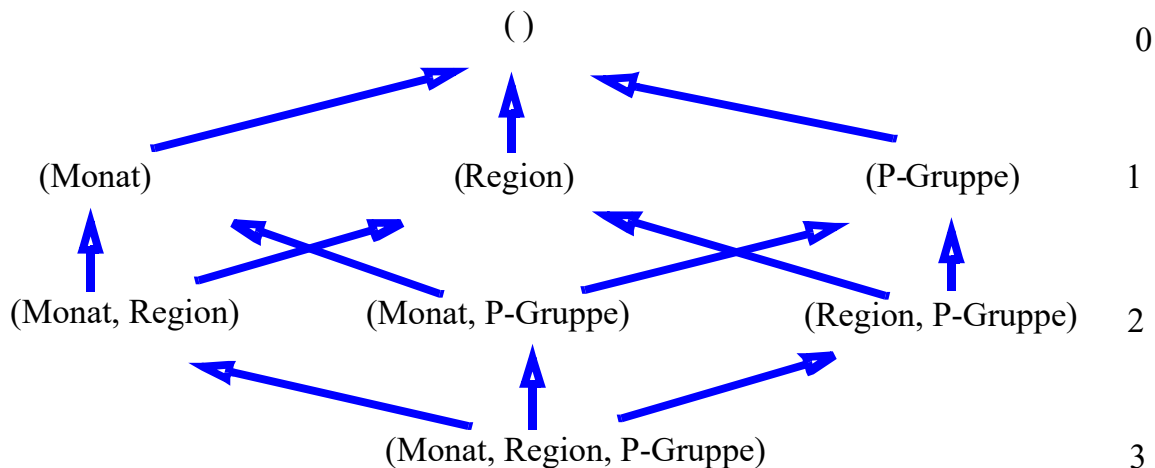 ( ) 0
(Monat) (Region) (P-Gruppe) 1
(Monat, Region) (Monat, P-Gruppe) (Region, P-Gruppe) 2
(Monat, Region, P-Gruppe) 3